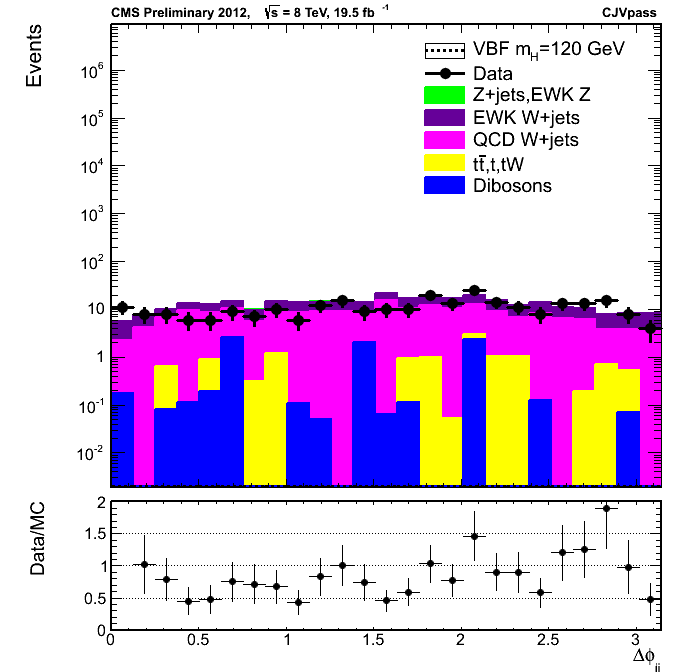 CMS Preliminary 2012, √s = 8 TeV, 19.5 fb⁻¹ CJVpass
Events
VBF m_H=120 GeV
Data
Z+jets,EWK Z
EWK W+jets
QCD W+jets
tt̄,t,tW
Dibosons
10⁶
10⁵
10⁴
10³
10²
10
1
10⁻¹
10⁻²
Data/MC
2
1.5
1
0.5
0
0 0.5 1 1.5 2 2.5 3
Δϕ_jj